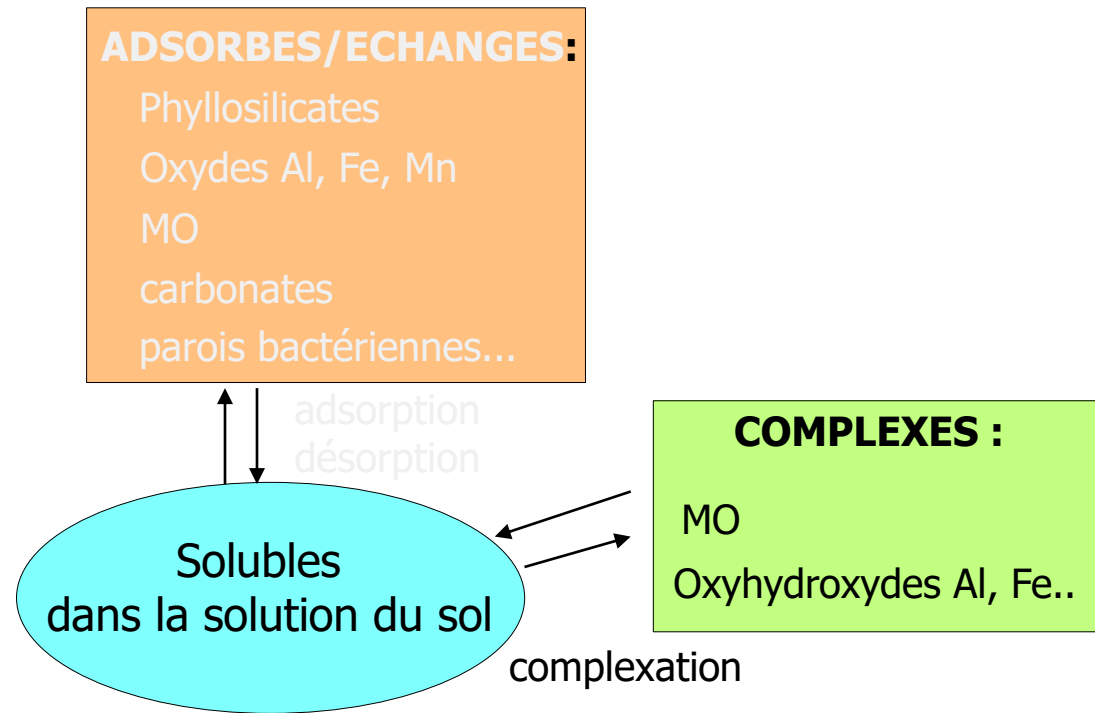 ADSORBES/ECHANGES:
Phyllosilicates
Oxydes Al, Fe, Mn
MO
carbonates
parois bactériennes...
adsorption
désorption
COMPLEXES :
MO
Oxyhydroxydes Al, Fe..
Solubles
dans la solution du sol
complexation